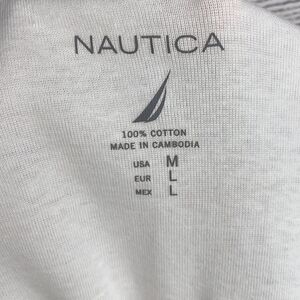 NAUTICA
100% COTTON
MADE IN CAMBODIA
USA M
EUR L
MEX L